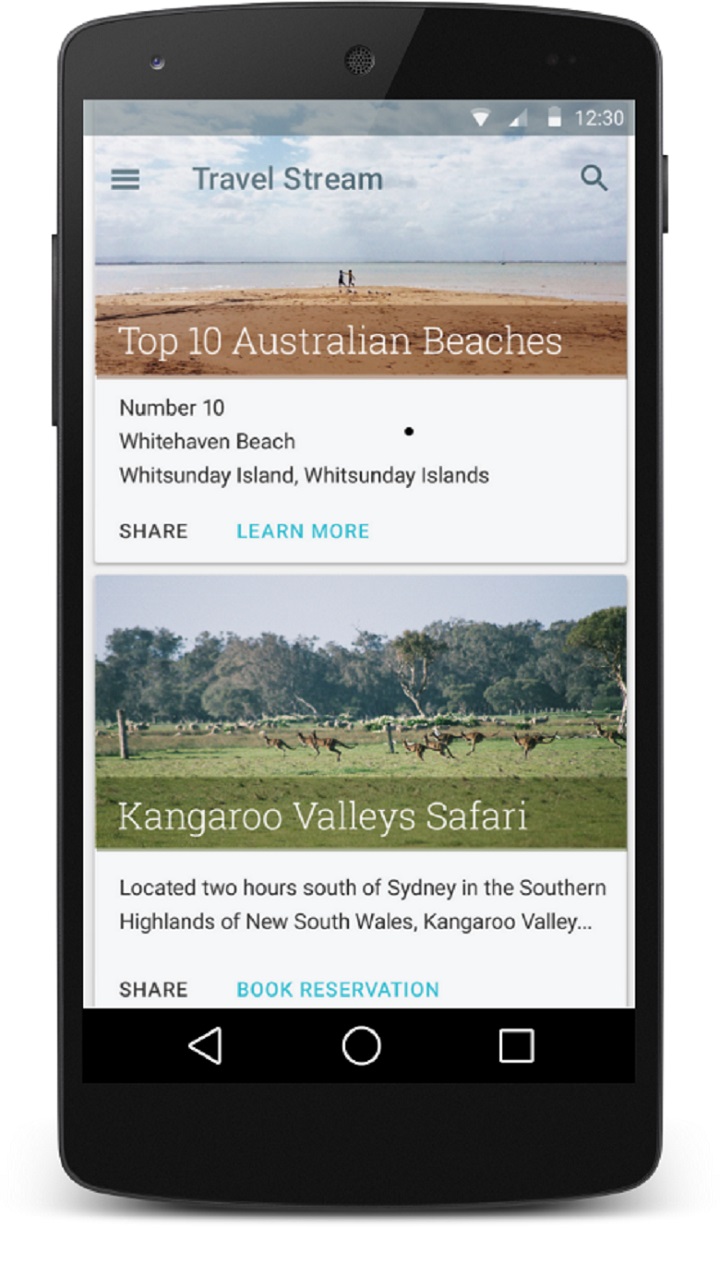 12:30
Travel Stream
Top 10 Australian Beaches
Number 10
Whitehaven Beach
Whitsunday Island, Whitsunday Islands
SHARE LEARN MORE
Kangaroo Valleys Safari
Located two hours south of Sydney in the Southern
Highlands of New South Wales, Kangaroo Valley...
SHARE BOOK RESERVATION